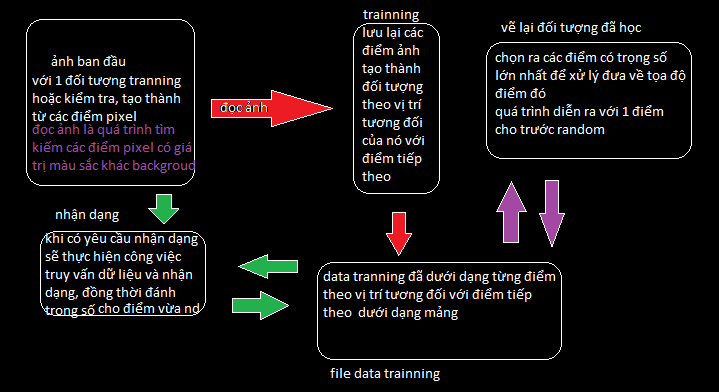 ảnh ban đầu
với 1 đối tượng tranning
hoặc kiểm tra, tạo thành
từ các điểm pixel
đọc ảnh là quá trình tìm
kiếm các điểm pixel có giá
trị màu sắc khác backgroud
đọc ảnh
trainning
lưu lại các
điểm ảnh
tạo thành
đối tượng
theo vị trí
tương đối
của nó với
điểm tiếp
theo
vẽ lại đối tượng đã học
chọn ra các điểm có trọng số
lớn nhất để xử lý đưa về tọa độ
điểm đó
quá trình diễn ra với 1 điểm
cho trước random
nhận dạng
khi có yêu cầu nhận dạng
sẽ thực hiện công việc
truy vấn dữ liệu và nhận
dạng, đồng thời đánh
trọng số cho điểm vừa nd
data tranning đã dưới dạng từng điểm
theo vị trí tương đối với điểm tiếp
theo dưới dạng mảng
file data trainning